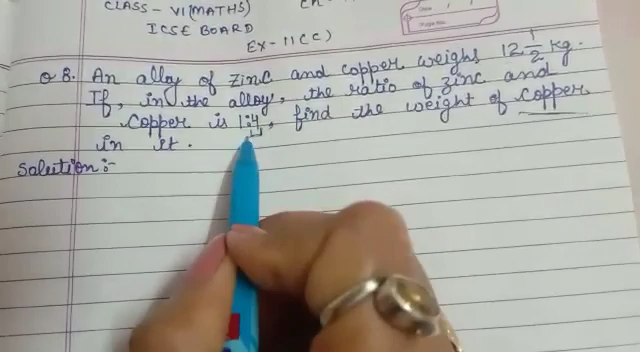 CLASS - VI (MATHS)
ICSE BOARD
EX-11(C)
Q 8. An alloy of zinc and copper weighs 12 1/2 kg.
If, in the alloy, the ratio of zinc and
copper is 1:4, find the weight of copper
in it.
Solution:-